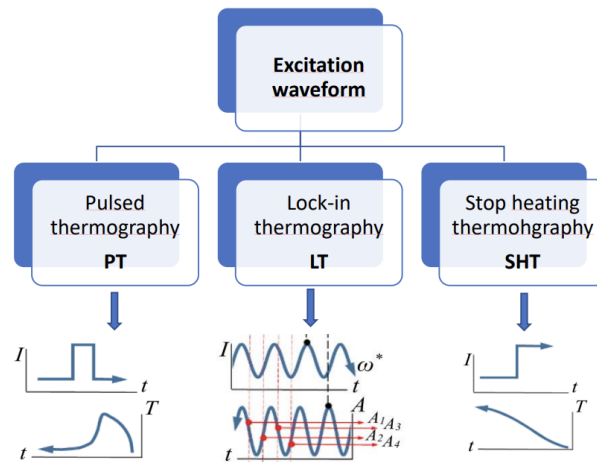 Excitation
waveform
Pulsed
thermography
PT
Lock-in
thermography
LT
Stop heating
thermohgraphy
SHT
I
t
I
ω*
t
I
t
T
t
A
A1A3
A2A4
t
T
t